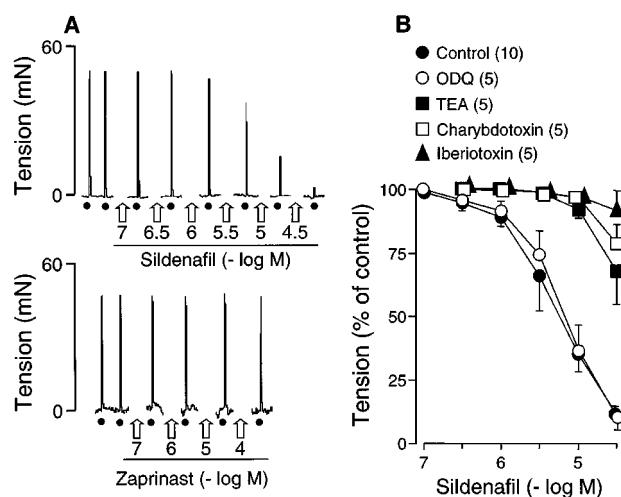 A
60
Tension (mN)
0
7 6.5 6 5.5 5 4.5
Sildenafil (- log M)
60
Tension (mN)
0
7 6 5 4
Zaprinast (- log M)
B
Control (10)
ODQ (5)
TEA (5)
Charybdotoxin (5)
Iberiotoxin (5)
100
75
50
25
0
Tension (% of control)
7 6 5
Sildenafil (- log M)